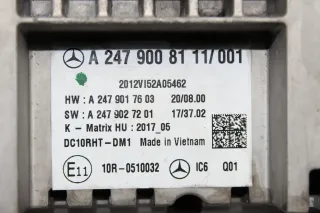 A 247 900 81 11/001
2012VI52A05462
HW : A 247 901 76 03 20/08.00
SW : A 247 902 72 01 17/37.02
K - Matrix HU : 2017_05
DC10RHT-DM1 Made in Vietnam
E11 10R-0510032 IC6 Q01